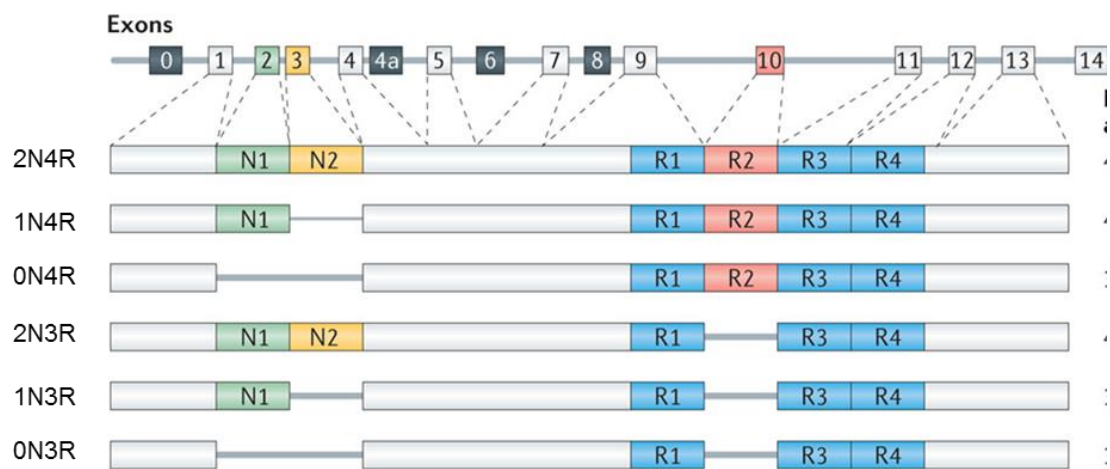 Exons
0 1 2 3 4 4a 5 6 7 8 9 10 11 12 13 14
2N4R N1 N2 R1 R2 R3 R4
1N4R N1 R1 R2 R3 R4
0N4R R1 R2 R3 R4
2N3R N1 N2 R1 R3 R4
1N3R N1 R1 R3 R4
0N3R R1 R3 R4